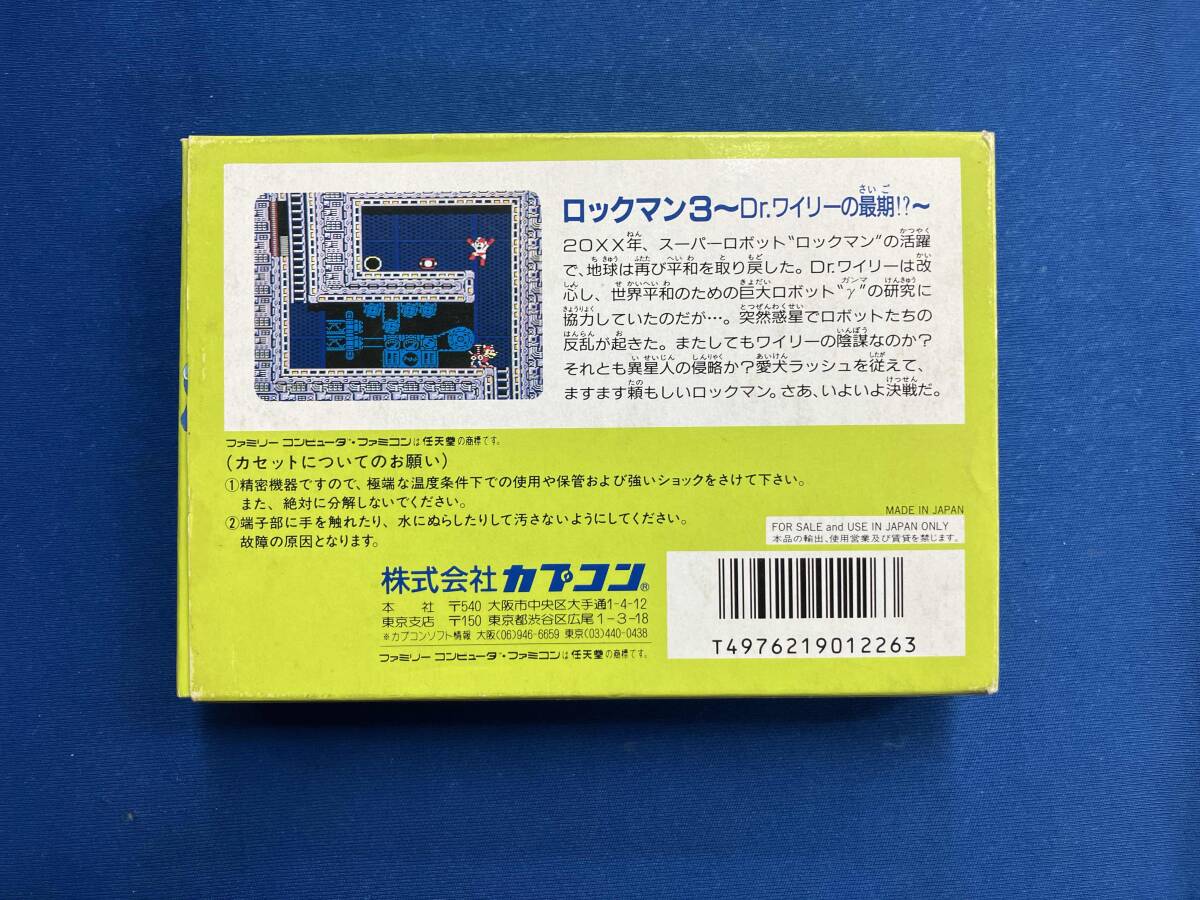 ロックマン3〜Dr.ワイリーの最期!?〜
20XX年、スーパーロボット"ロックマン"の活躍
で、地球は再び平和を取り戻した。Dr.ワイリーは改
心し、世界平和のための巨大ロボット"γ"の研究に
協力していたのだが…。突然惑星でロボットたちの
反乱が起きた。またしてもワイリーの陰謀なのか?
それとも異星人の侵略か?愛犬ラッシュを従えて、
ますます頼もしいロックマン。さあ、いよいよ決戦だ。
ファミリーコンピュータ™・ファミコンは任天堂の商標です。
(カセットについてのお願い)
①精密機器ですので、極端な温度条件下での使用や保管および強いショックをさけて下さい。
また、絶対に分解しないでください。
②端子部に手を触れたり、水にぬらしたりして汚さないようにしてください。
故障の原因となります。
MADE IN JAPAN
FOR SALE and USE IN JAPAN ONLY
本品の輸出、使用営業及び賃貸を禁じます。
株式会社カプコン®
本　社　〒540 大阪市中央区大手通1-4-12
東京支店　〒150 東京都渋谷区広尾1-3-18
※カプコンソフト情報 大阪(06)946-6659 東京(03)440-0438
ファミリーコンピュータ™・ファミコンは任天堂の商標です。
T4976219012263